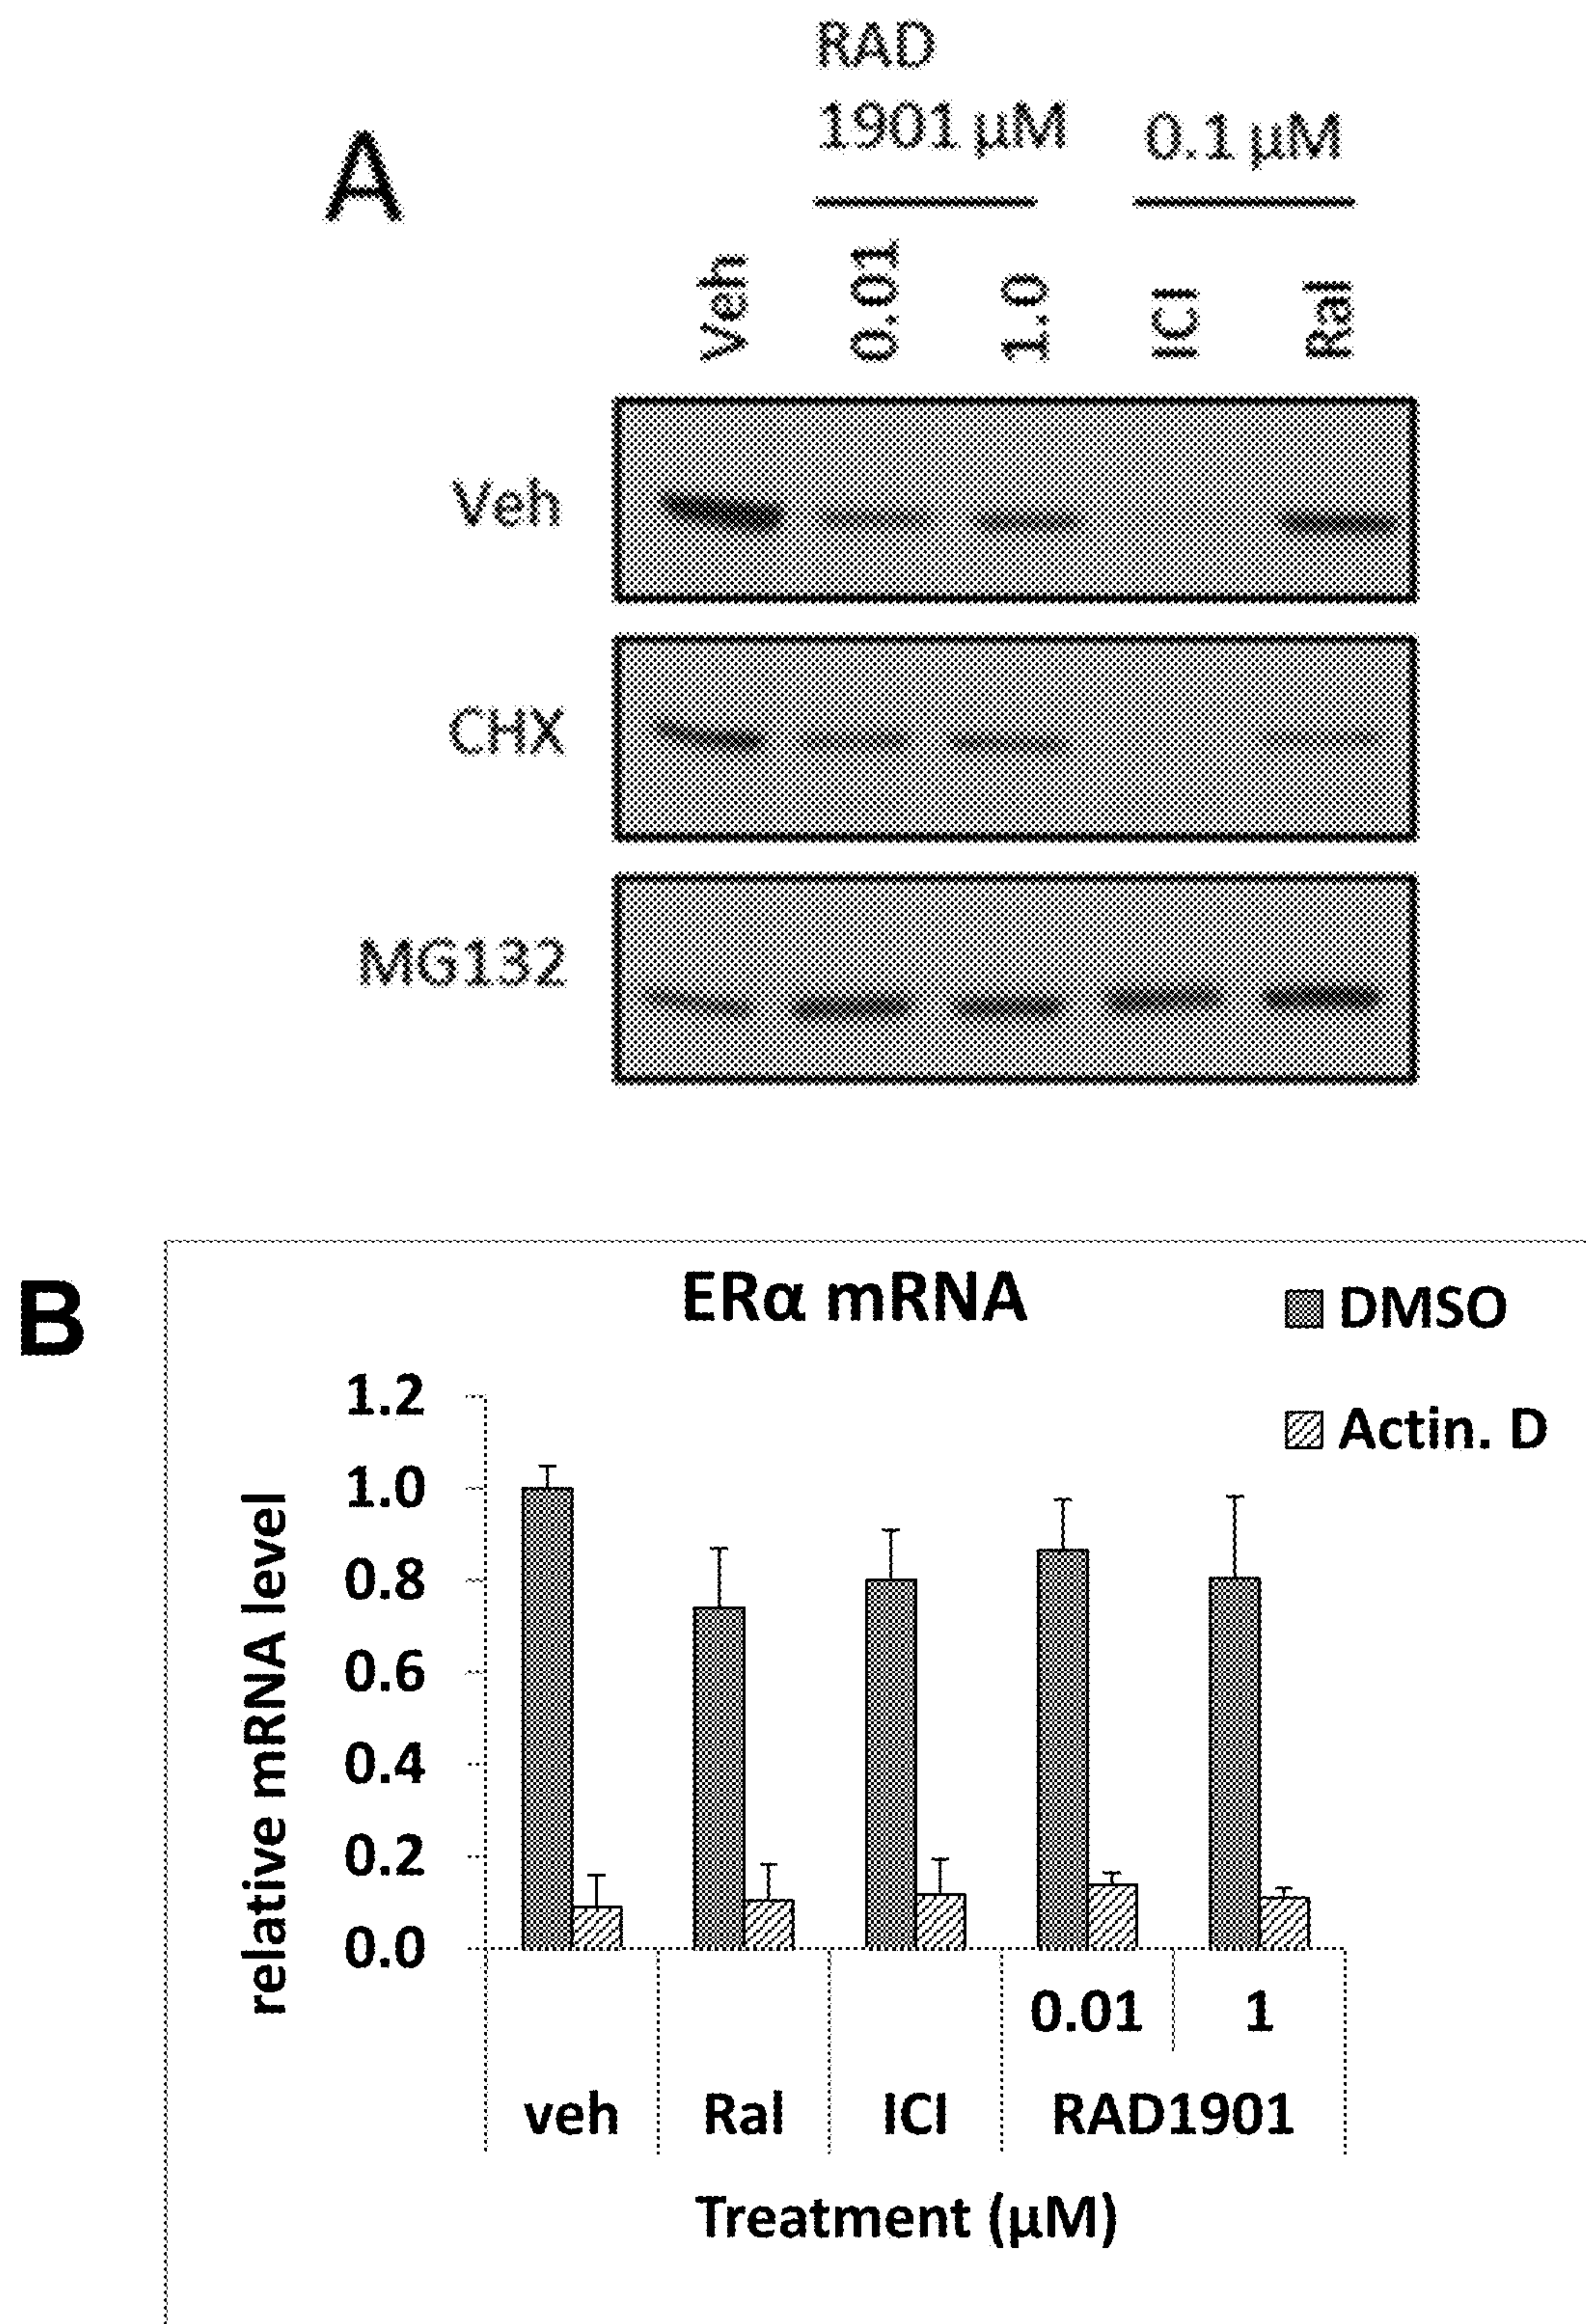 A
RAD
1901 µM
0.1 µM
Veh
0.01
1.0
ICI
Ral
Veh
CHX
MG132
B
ERα mRNA
DMSO
Actin. D
relative mRNA level
1.2
1.0
0.8
0.6
0.4
0.2
0.0
0.01
1
veh
Ral
ICI
RAD1901
Treatment (µM)